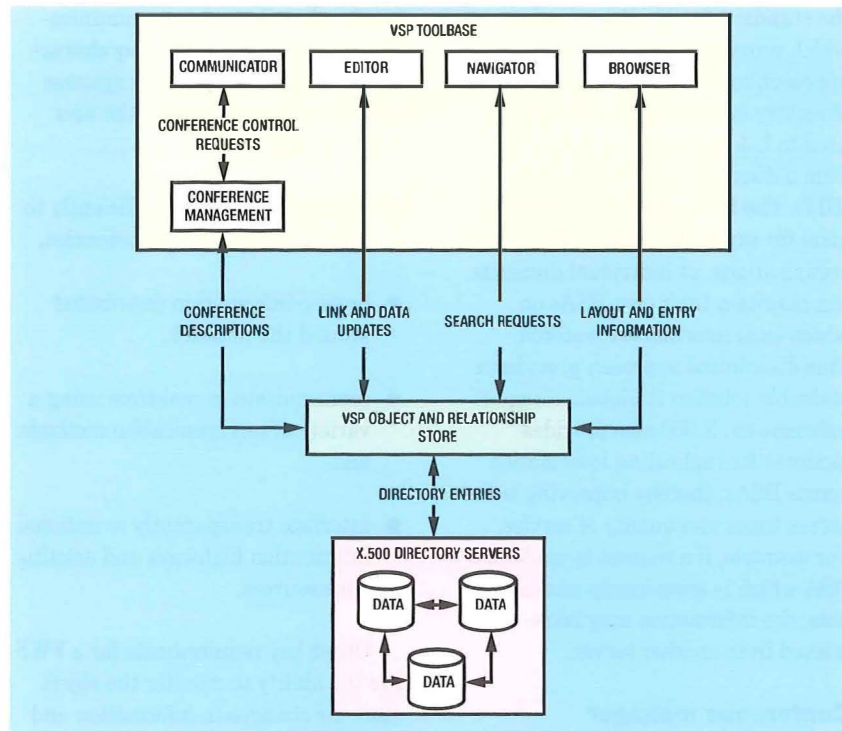 VSP TOOLBASE
COMMUNICATOR
EDITOR
NAVIGATOR
BROWSER
CONFERENCE CONTROL
REQUESTS
CONFERENCE
MANAGEMENT
CONFERENCE
DESCRIPTIONS
LINK AND DATA
UPDATES
SEARCH REQUESTS
LAYOUT AND ENTRY
INFORMATION
VSP OBJECT AND RELATIONSHIP
STORE
DIRECTORY ENTRIES
X.500 DIRECTORY SERVERS
DATA
DATA
DATA